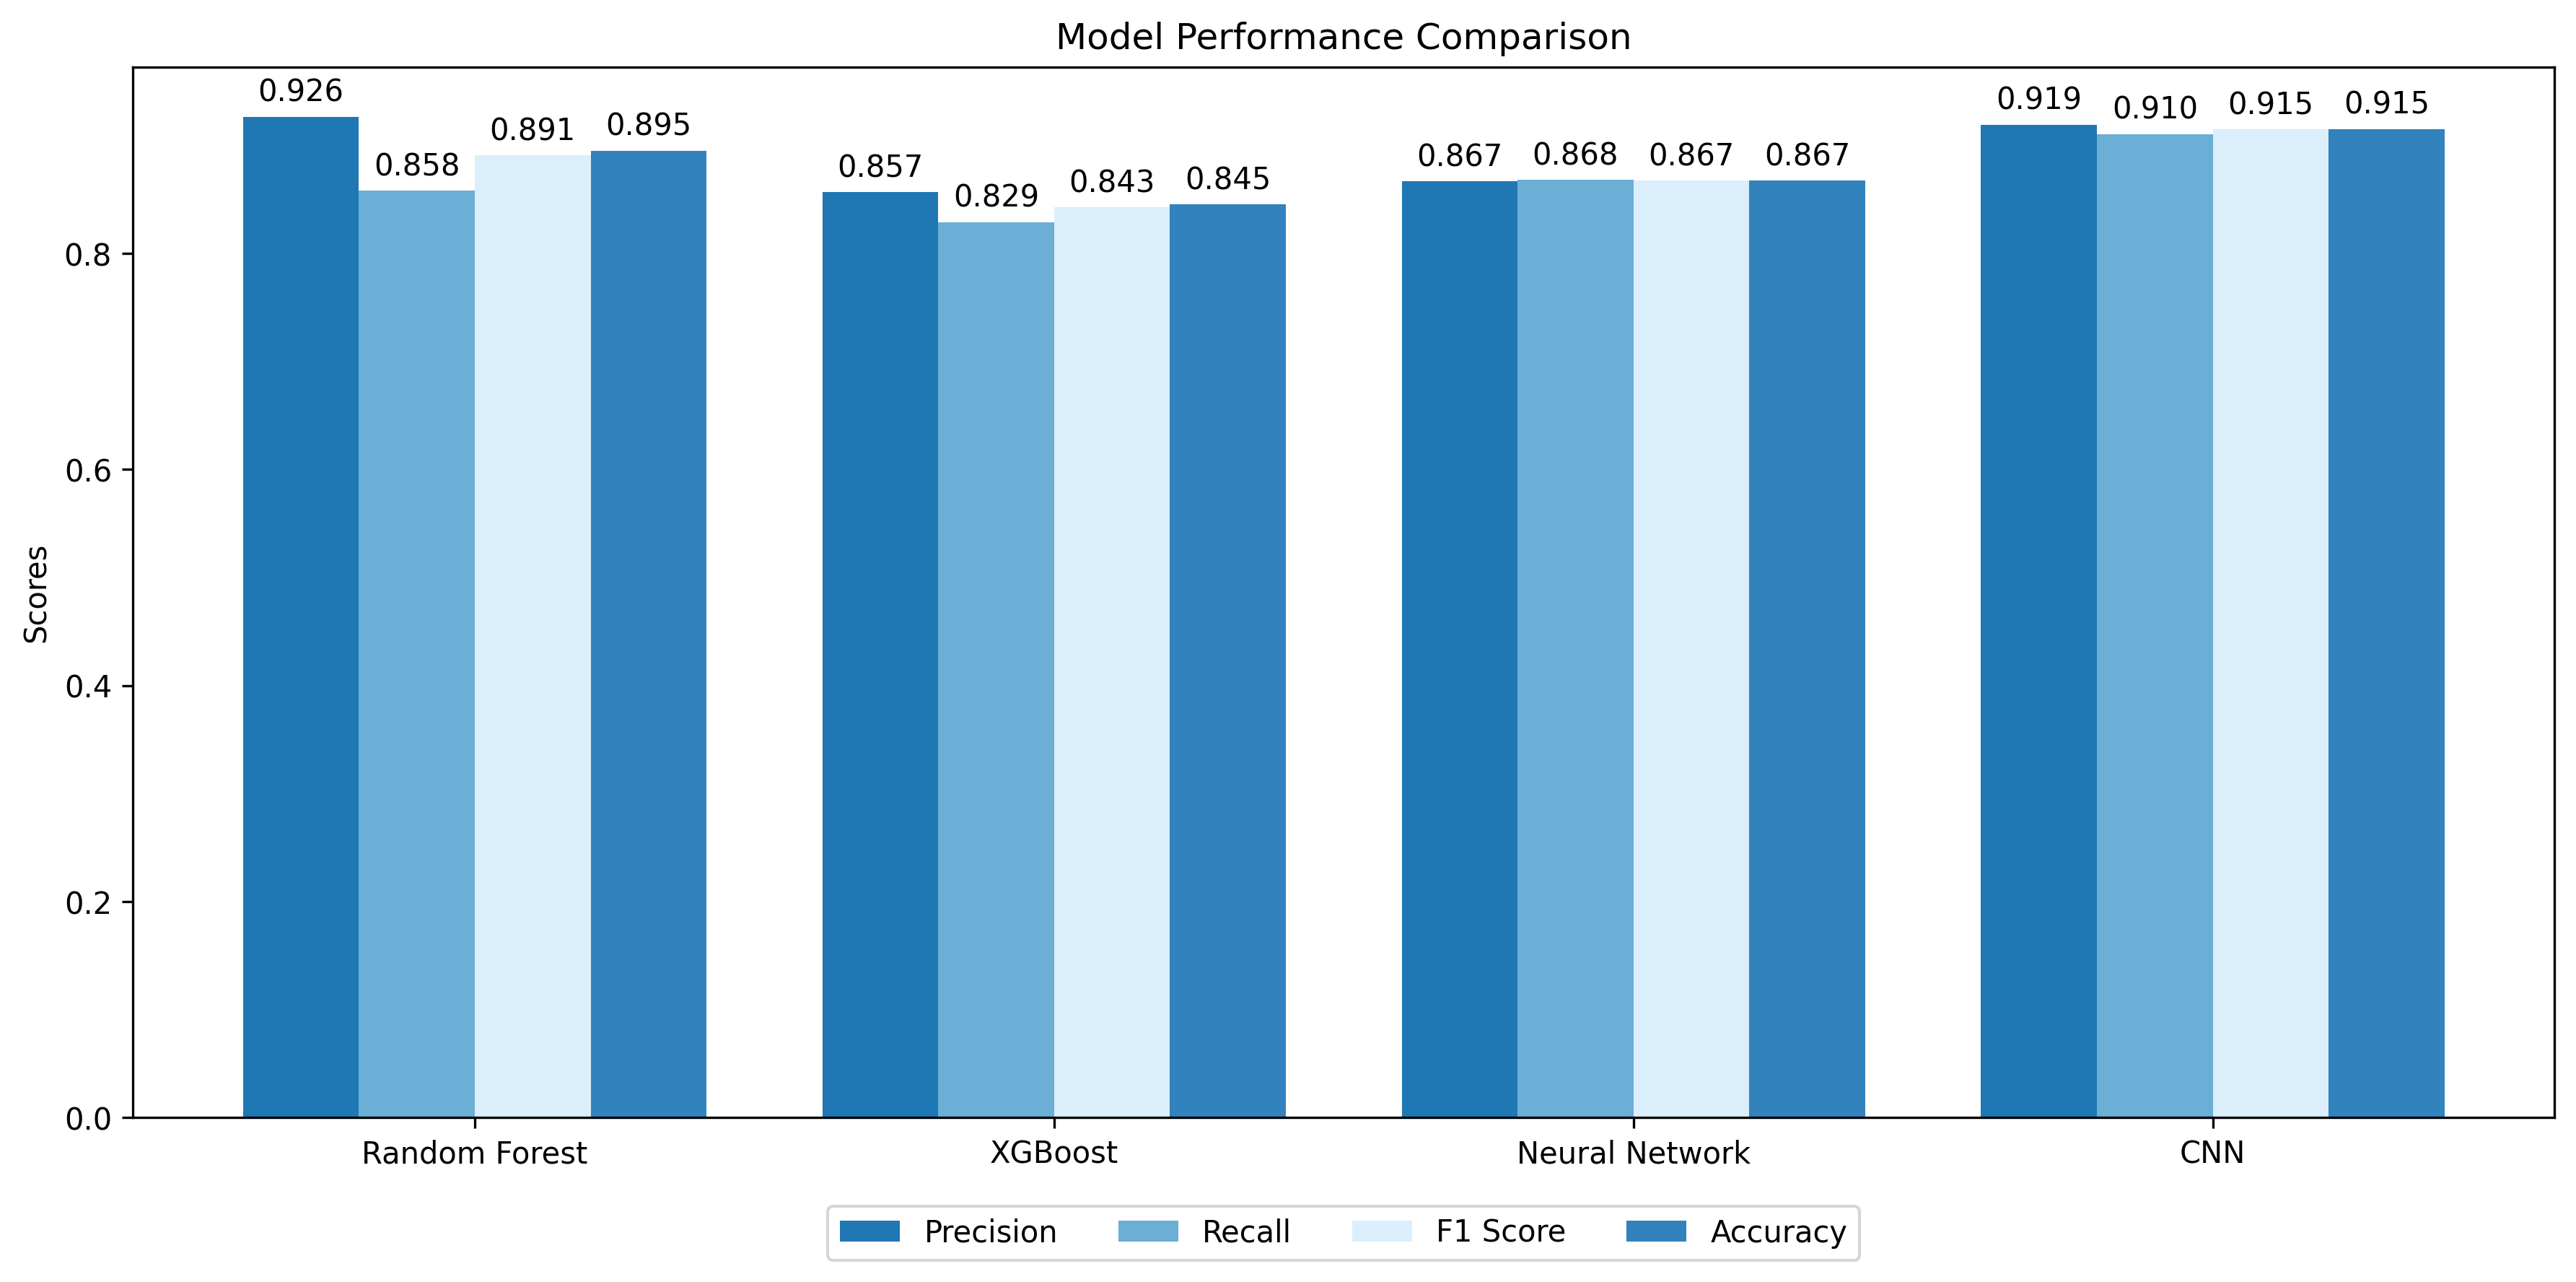 Model Performance Comparison
0.926 0.858 0.891 0.895 0.857 0.829 0.843 0.845 0.867 0.868 0.867 0.867 0.919 0.910 0.915 0.915
Scores
0.8
0.6
0.4
0.2
0.0
Random Forest XGBoost Neural Network CNN
Precision Recall F1 Score Accuracy